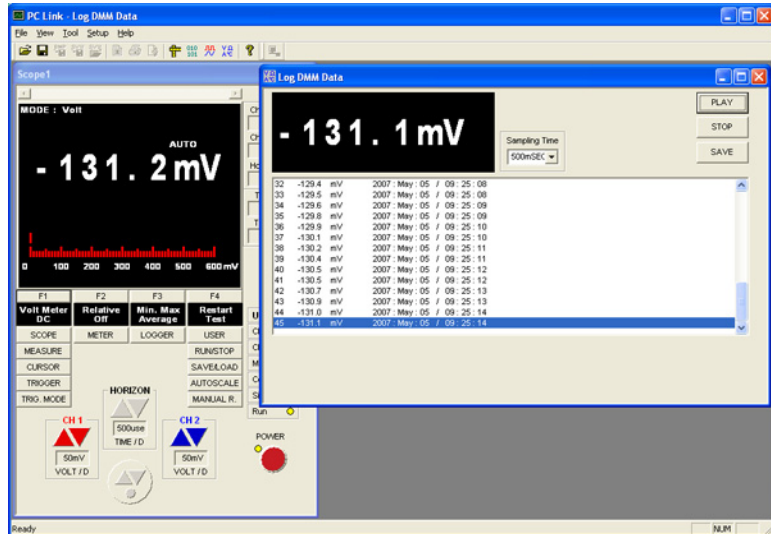 PC Link - Log DMM Data
File View Tool Setup Help
Scope1
MODE : Volt
AUTO
- 131. 2 mV
0 100 200 300 400 500 600 mV
F1 F2 F3 F4
Volt Meter DC Relative Off Min. Max Average Restart Test
SCOPE METER LOGGER USER
MEASURE RUN/STOP
CURSOR SAVE/LOAD
TRIGGER AUTOSCALE
TRIG. MODE MANUAL R.
HORIZON
500use
TIME / D
CH 1 CH 2
50mV 50mV
VOLT / D VOLT / D
Run
POWER
Log DMM Data
- 131. 1 mV
Sampling Time
500mSEC
PLAY
STOP
SAVE
32 -129.4 mV 2007 : May : 05 / 09 : 25 : 08
33 -129.5 mV 2007 : May : 05 / 09 : 25 : 08
34 -129.6 mV 2007 : May : 05 / 09 : 25 : 09
35 -129.8 mV 2007 : May : 05 / 09 : 25 : 09
36 -129.9 mV 2007 : May : 05 / 09 : 25 : 10
37 -130.1 mV 2007 : May : 05 / 09 : 25 : 10
38 -130.2 mV 2007 : May : 05 / 09 : 25 : 11
39 -130.4 mV 2007 : May : 05 / 09 : 25 : 11
40 -130.5 mV 2007 : May : 05 / 09 : 25 : 12
41 -130.5 mV 2007 : May : 05 / 09 : 25 : 12
42 -130.7 mV 2007 : May : 05 / 09 : 25 : 13
43 -130.9 mV 2007 : May : 05 / 09 : 25 : 13
44 -131.0 mV 2007 : May : 05 / 09 : 25 : 14
45 -131.1 mV 2007 : May : 05 / 09 : 25 : 14
Ready
NUM